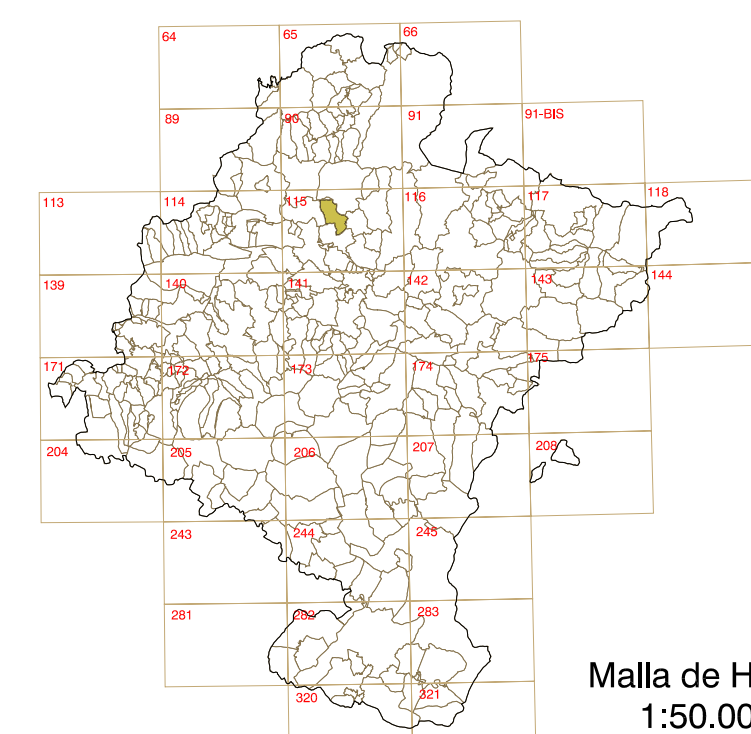 64 65 66
89 90 91 91-BIS
113 114 115 116 117 118
139 140 141 142 143 144
171 172 173 174 175
204 205 206 207 208
243 244 245
281 282 283
320 321
Malla de H
1:50.00